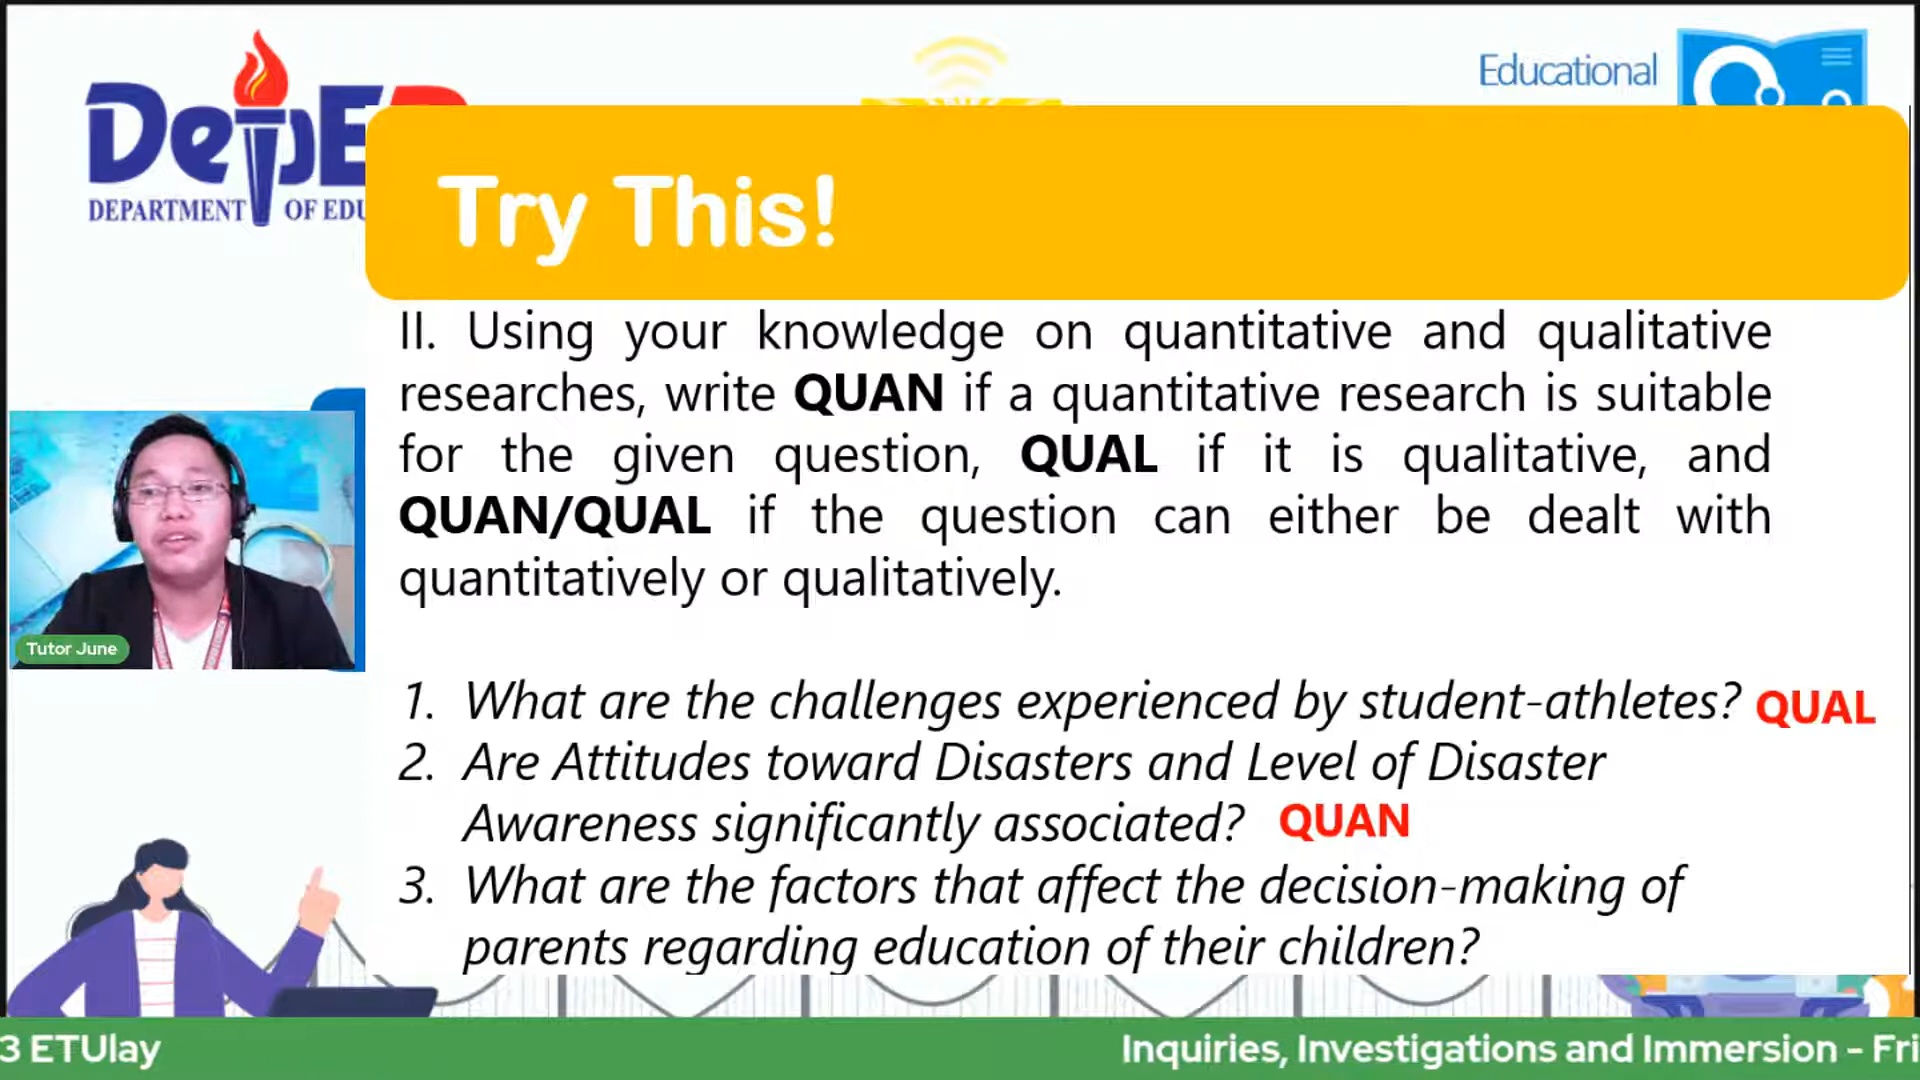 DepED
DEPARTMENT OF EDU
Educational
Try This!
II. Using your knowledge on quantitative and qualitative
researches, write QUAN if a quantitative research is suitable
for the given question, QUAL if it is qualitative, and
QUAN/QUAL if the question can either be dealt with
quantitatively or qualitatively.
Tutor June
1. What are the challenges experienced by student-athletes? QUAL
2. Are Attitudes toward Disasters and Level of Disaster
Awareness significantly associated? QUAN
3. What are the factors that affect the decision-making of
parents regarding education of their children?
3 ETUlay
Inquiries, Investigations and Immersion - Fri